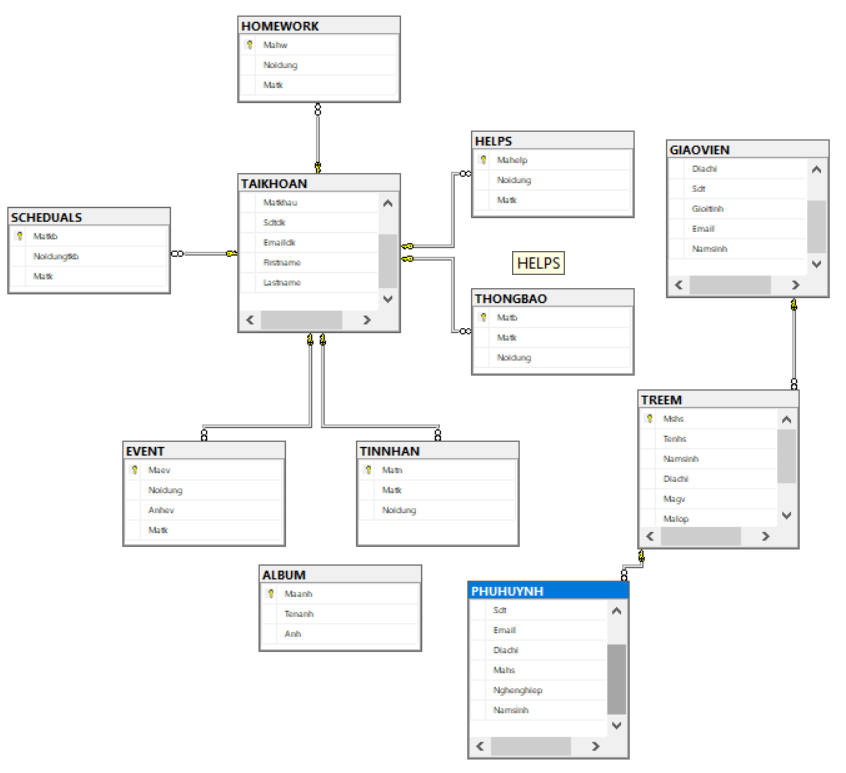 HOMEWORK
Mahw
Noidung
Matk
HELPS
Mahelp
Noidung
Matk
GIAOVIEN
Diachi
Sdt
Gioitinh
Email
Namsinh
TAIKHOAN
Matkhau
Sdtdk
Emaildk
Firstname
Lastname
SCHEDUALS
Matkb
Noidungtkb
Matk
HELPS
THONGBAO
Matb
Matk
Noidung
TREEM
Mshs
Tenhs
Namsinh
Diachi
Magv
Malop
EVENT
Maev
Noidung
Anhev
Matk
TINNHAN
Matn
Matk
Noidung
ALBUM
Maanh
Tenanh
Anh
PHUHUYNH
Sdt
Email
Diachi
Mahs
Nghenghiep
Namsinh